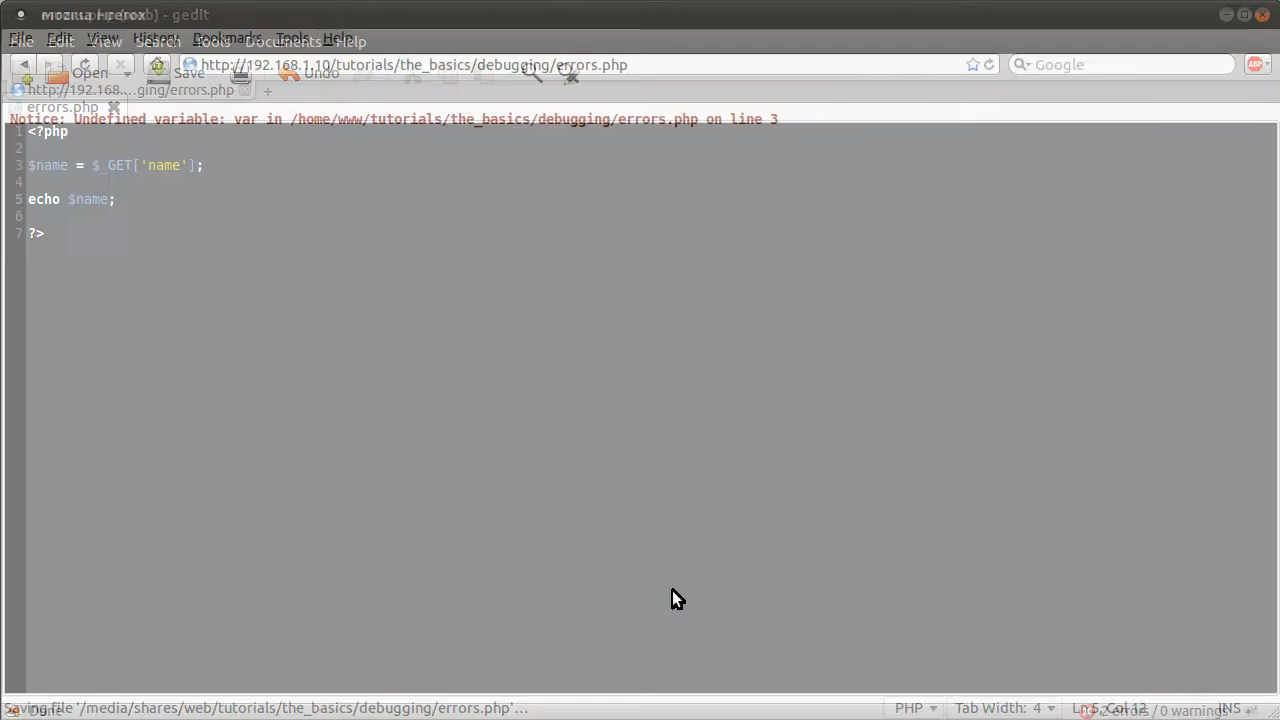 Mozilla Firefox
- gedit
File Edit View History Bookmarks Tools Help
File Edit View Search Tools Documents Help
http://192.168.1.10/tutorials/the_basics/debugging/errors.php
Google
ABP
Open Save Undo
http://192.168....ging/errors.php
errors.php
Notice: Undefined variable: var in /home/www/tutorials/the_basics/debugging/errors.php on line 3
1 <?php
2
3 $name = $_GET['name'];
4
5 echo $name;
6
7 ?>
Saving file '/media/shares/web/tutorials/the_basics/debugging/errors.php'...
Done
PHP Tab Width: 4 Ln 5, Col 12 INS
errors / 0 warnings